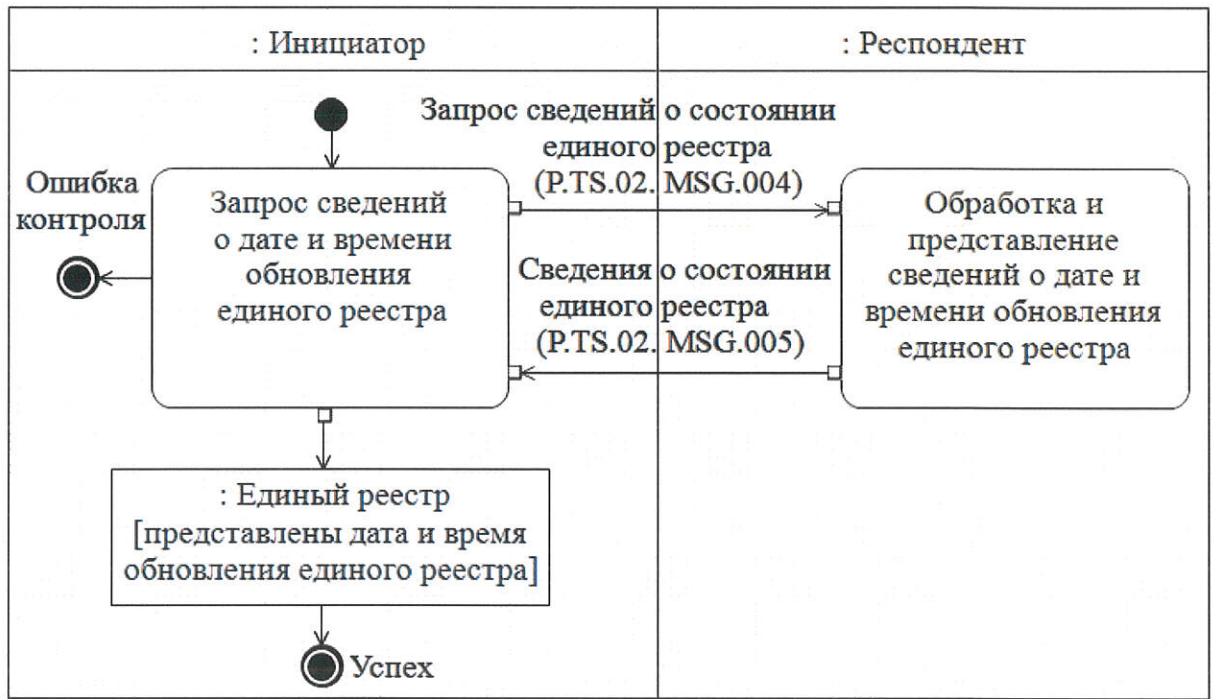 : Инициатор
: Респондент
Запрос сведений о состоянии
единого реестра
(P.TS.02. MSG.004)
Ошибка
контроля
Запрос сведений
о дате и времени
обновления
единого реестра
Обработка и
представление
сведений о дате и
времени обновления
единого реестра
Сведения о состоянии
единого реестра
(P.TS.02. MSG.005)
: Единый реестр
[представлены дата и время
обновления единого реестра]
Успех